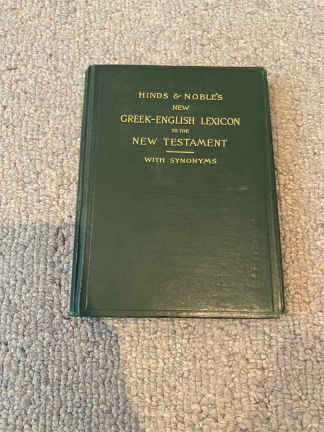 HINDS & NOBLE'S
NEW
GREEK-ENGLISH LEXICON
TO THE
NEW TESTAMENT
WITH SYNONYMS